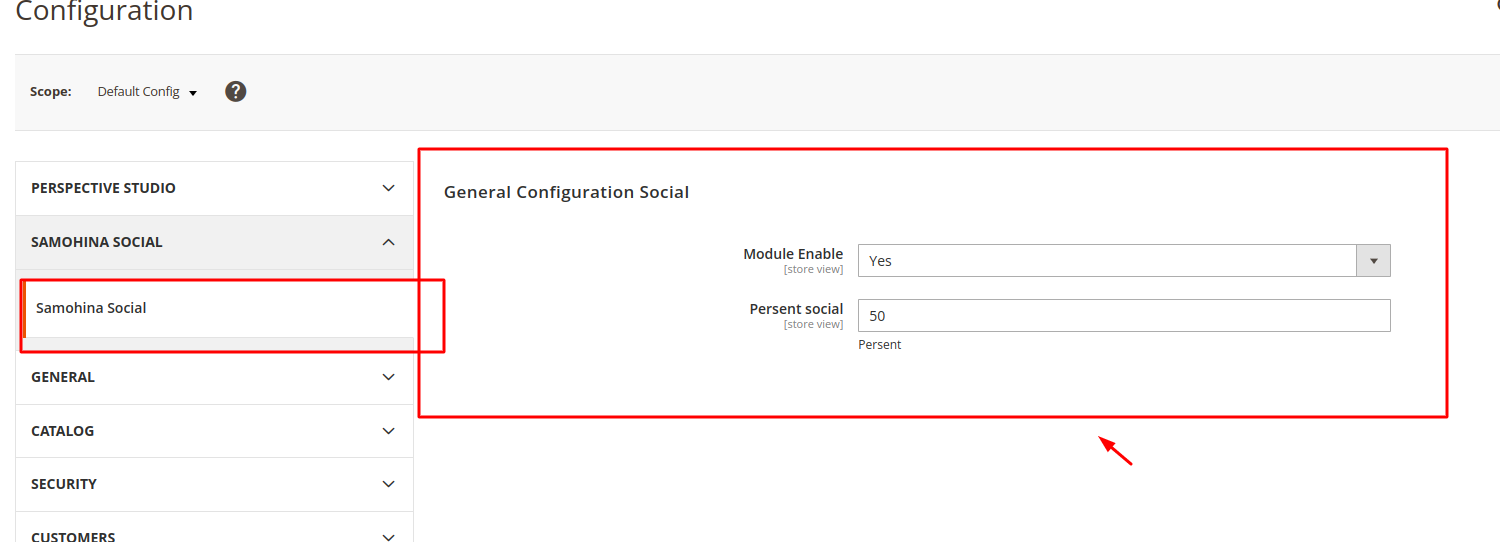 Configuration
Scope: Default Config ?
PERSPECTIVE STUDIO
SAMOHINA SOCIAL
Samohina Social
GENERAL
CATALOG
SECURITY
CUSTOMERS
General Configuration Social
Module Enable Yes
[store view]
Persent social 50
[store view]
Persent